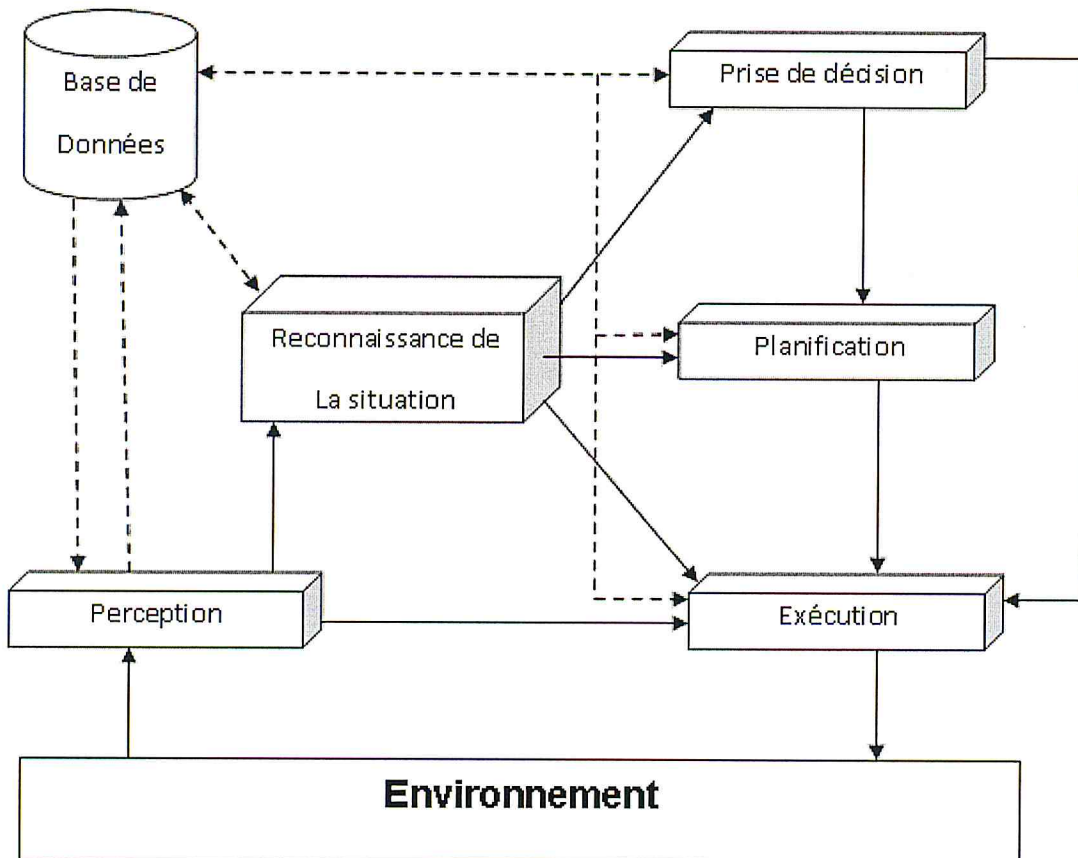 Base de
Données
Prise de décision
Reconnaissance de
La situation
Planification
Perception
Exécution
Environnement